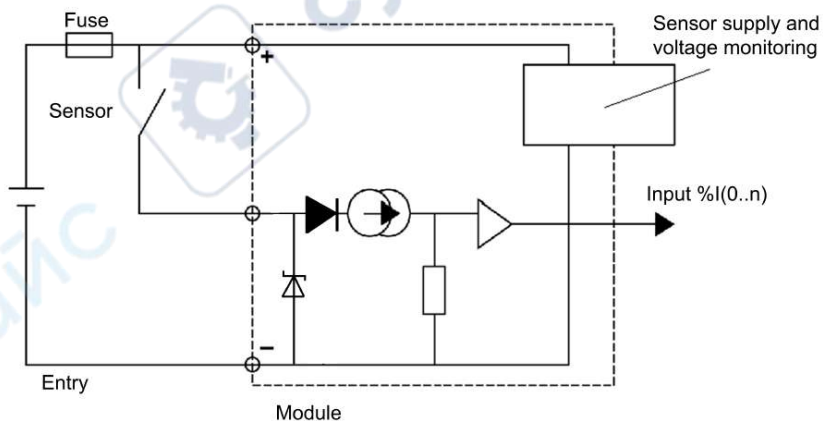 Fuse
Sensor supply and
voltage monitoring
+
Sensor
Input %I(0..n)
−
Entry
Module